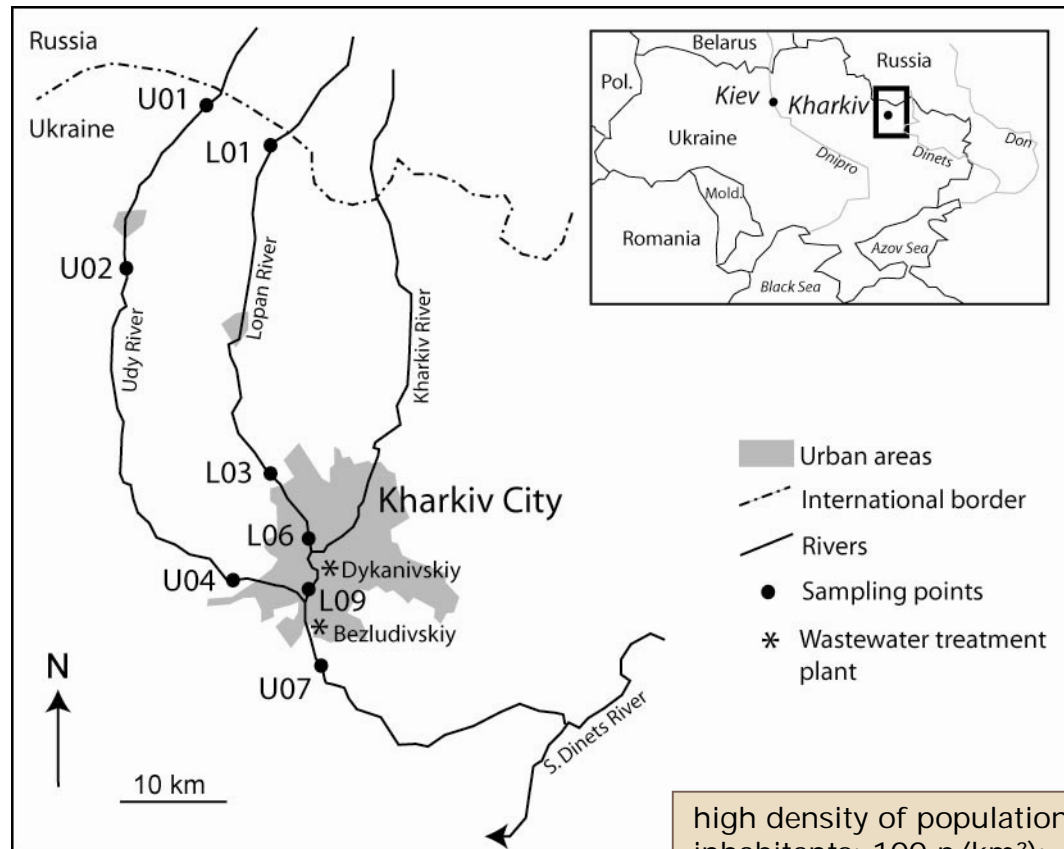 Russia
Ukraine
U01
L01
U02
Udy River
Lopan River
Kharkiv River
L03
Kharkiv City
L06
U04
Dykanivskiy
L09
Bezludivskiy
U07
S. Dinets River
N
10 km
Belarus
Russia
Pol.
Kiev
Kharkiv
Ukraine
Dnipro
Dinets
Don
Mold.
Romania
Azov Sea
Black Sea
Urban areas
International border
Rivers
Sampling points
Wastewater treatment
plant
high density of population